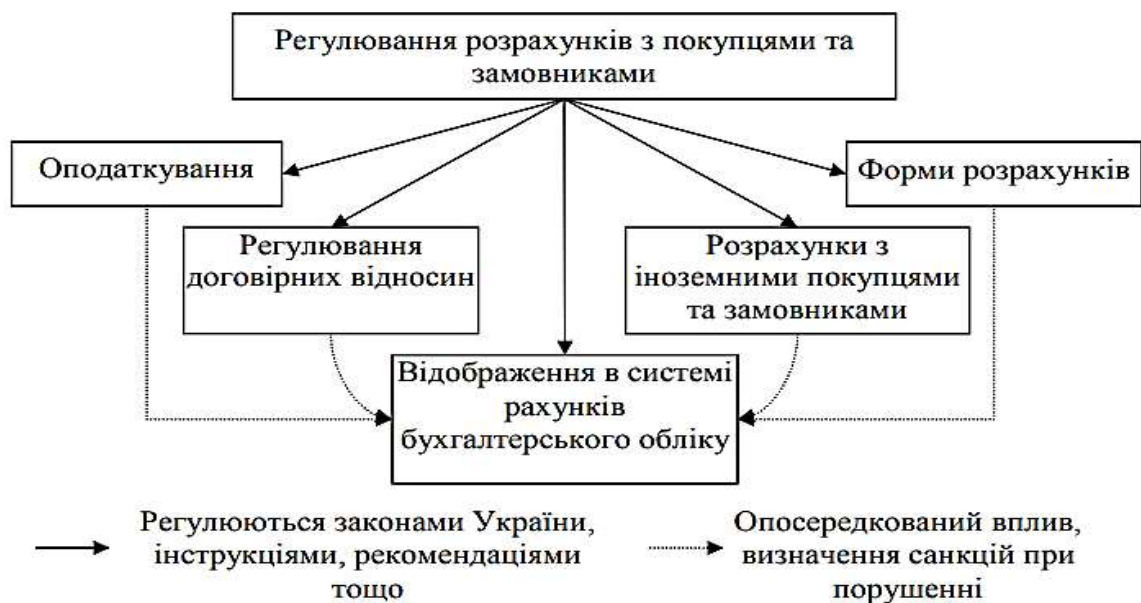 Регулювання розрахунків з покупцями та
замовниками
Оподаткування
Форми розрахунків
Регулювання
договірних відносин
Розрахунки з
іноземними покупцями
та замовниками
Відображення в системі
рахунків
бухгалтерського обліку
Регулюються законами України,
інструкціями, рекомендаціями
тощо
Опосередкований вплив,
визначення санкцій при
порушенні